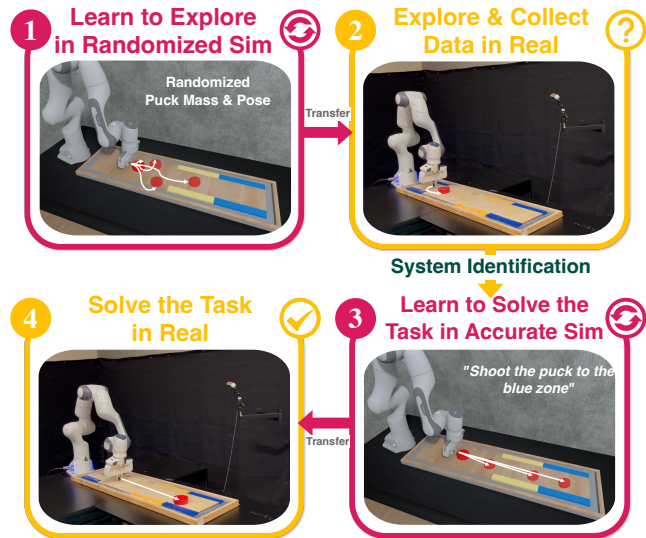 1
Learn to Explore
in Randomized Sim
Randomized
Puck Mass & Pose
Transfer
2
Explore & Collect
Data in Real
?
System Identification
4
Solve the Task
in Real
Transfer
3
Learn to Solve the
Task in Accurate Sim
"Shoot the puck to the
blue zone"